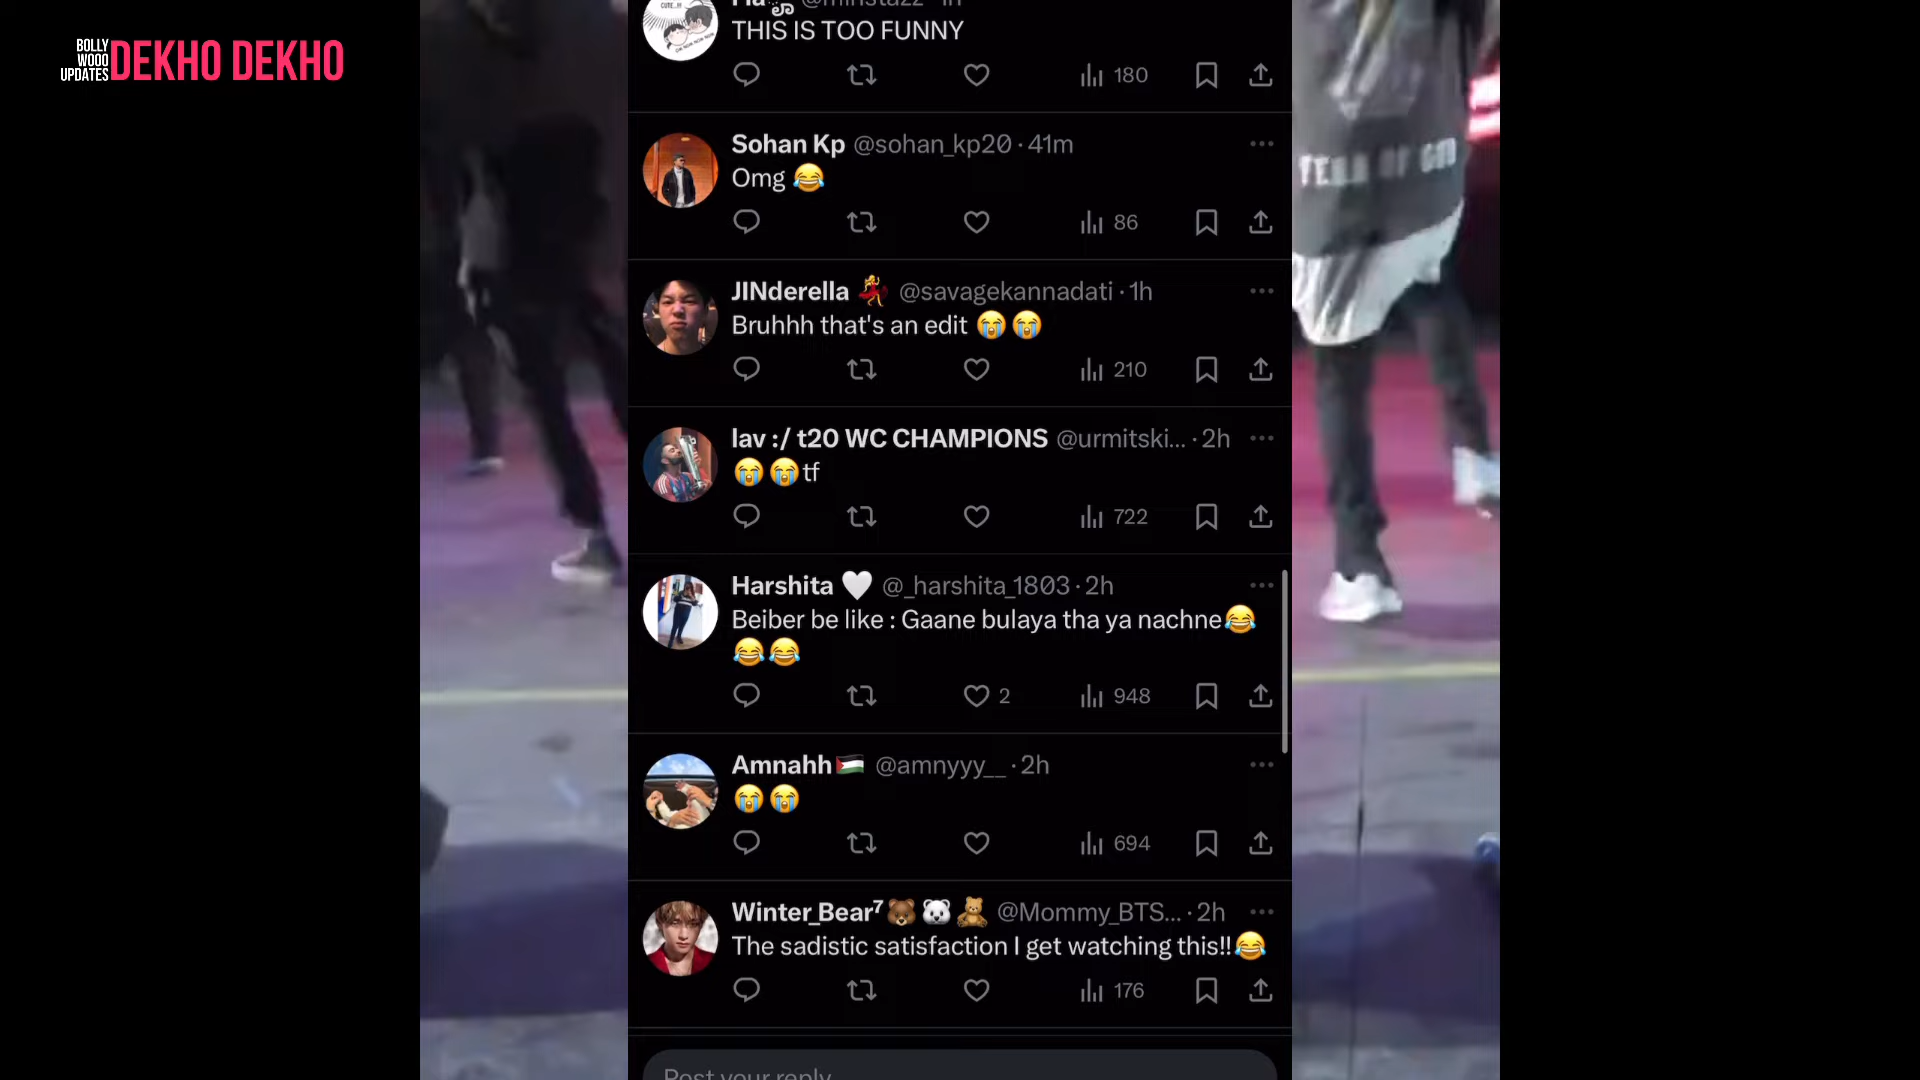 BOLLY
WOOD
UPDATES
DEKHO DEKHO
THIS IS TOO FUNNY
180
Sohan Kp @sohan_kp20 · 41m
Omg 😂
86
JINderella 💃 @savagekannadati · 1h
Bruhhh that's an edit 😭😭
210
lav :/ t20 WC CHAMPIONS @urmitski... · 2h
😭😭tf
722
Harshita 🤍 @_harshita_1803 · 2h
Beiber be like : Gaane bulaya tha ya nachne😂
😂😂
2 948
Amnahh🇵🇸 @amnyyy__ · 2h
😭😭
694
Winter_Bear⁷🐻🐻‍❄️🧸 @Mommy_BTS... · 2h
The sadistic satisfaction I get watching this!!😂
176
Post your reply